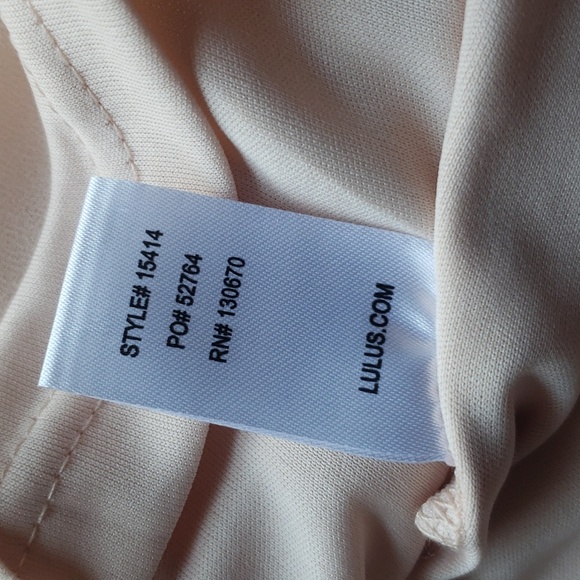 STYLE# 15414
PO# 52764
RN# 130670
LULUS.COM